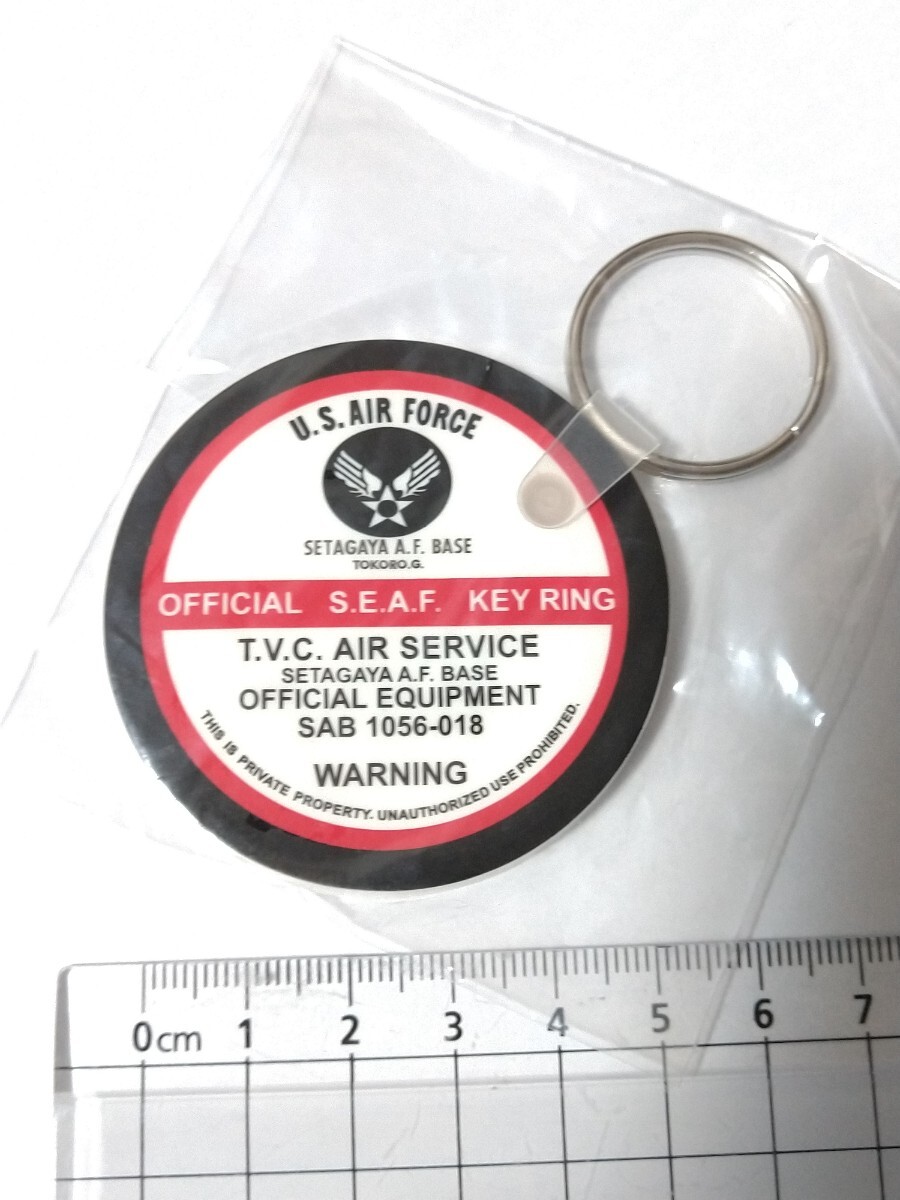 U.S. AIR FORCE
SETAGAYA A.F. BASE
TOKORO.G.
OFFICIAL S.E.A.F. KEY RING
T.V.C. AIR SERVICE
SETAGAYA A.F. BASE
OFFICIAL EQUIPMENT
SAB 1056-018
WARNING
THIS IS PRIVATE PROPERTY. UNAUTHORIZED USE PROHIBITED.
0cm 1 2 3 4 5 6 7